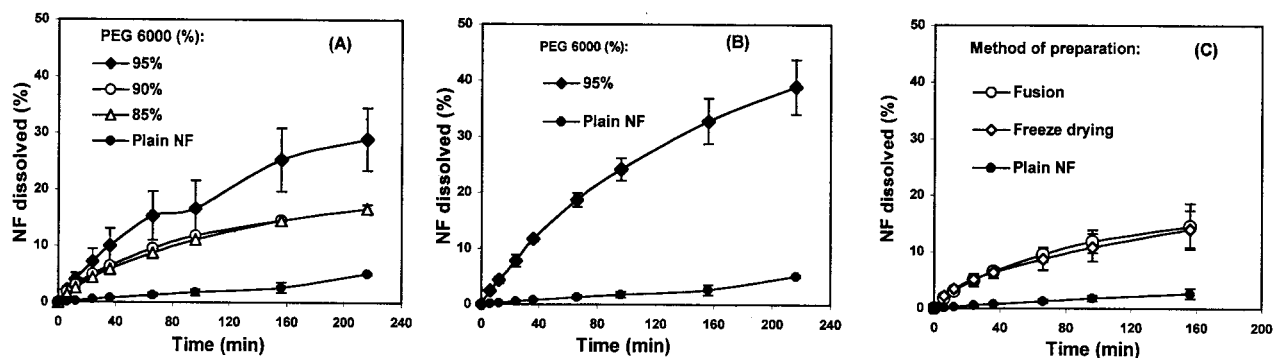 PEG 6000 (%):
(A)
95%
90%
85%
Plain NF
NF dissolved (%)
50
40
30
20
10
0
0 40 80 120 160 200 240
Time (min)
PEG 6000 (%):
(B)
95%
Plain NF
NF dissolved (%)
50
40
30
20
10
0
0 40 80 120 160 200 240
Time (min)
Method of preparation:
(C)
Fusion
Freeze drying
Plain NF
NF dissolved (%)
50
40
30
20
10
0
0 40 80 120 160 200
Time (min)